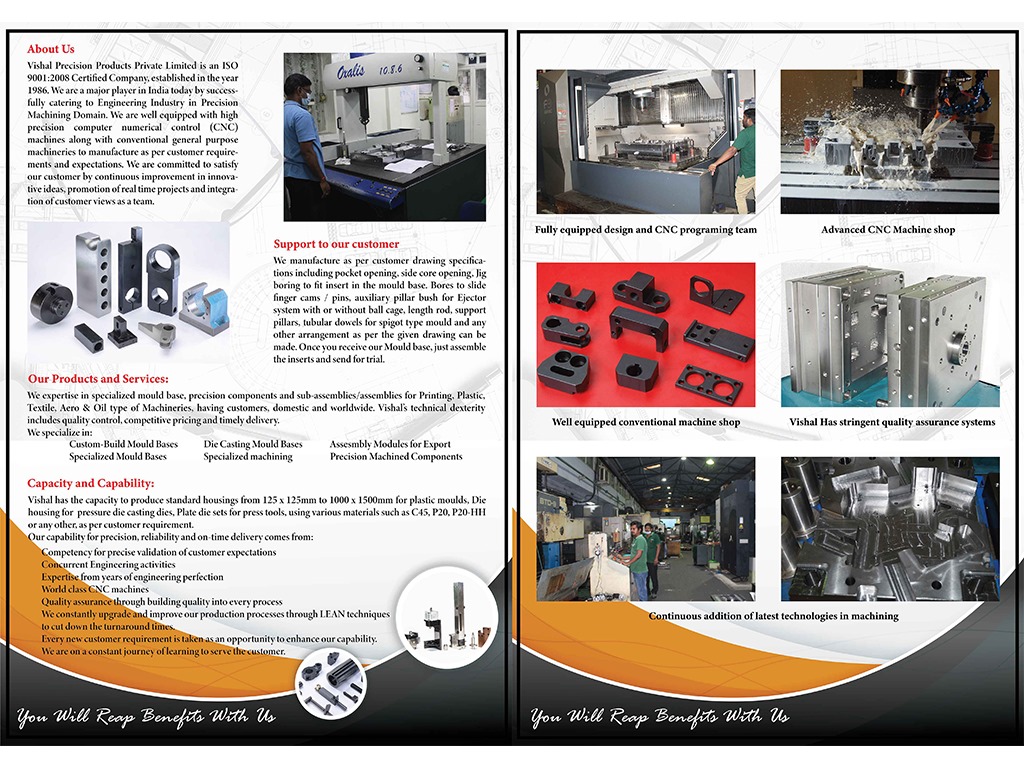 About Us
Vishal Precision Products Private Limited is an ISO
9001:2008 Certified Company, established in the year
1986. We are a major player in India today by success-
fully catering to Engineering Industry in Precision
Machining Domain. We are well equipped with high
precision computer numerical control (CNC)
machines along with conventional general purpose
machineries to manufacture as per customer require-
ments and expectations. We are committed to satisfy
our customer by continuous improvement in innova-
tive ideas, promotion of real time projects and integra-
tion of customer views as a team.
Oralis 10.8.6
Support to our customer
We manufacture as per customer drawing specifica-
tions including pocket opening, side core opening, Jig
boring to fit insert in the mould base. Bores to slide
finger cams / pins, auxiliary pillar bush for Ejector
system with or without ball cage, length rod, support
pillars, tubular dowels for spigot type mould and any
other arrangement as per the given drawing can be
made. Once you receive our Mould base, just assemble
the inserts and send for trial.
Our Products and Services:
We expertise in specialized mould base, precision components and sub-assemblies/assemblies for Printing, Plastic,
Textile, Aero & Oil type of Machineries, having customers, domestic and worldwide. Vishal's technical dexterity
includes quality control, competitive pricing and timely delivery.
We specialize in:
Custom-Build Mould Bases Die Casting Mould Bases Assesmbly Modules for Export
Specialized Mould Bases Specialized machining Precision Machined Components
Capacity and Capability:
Vishal has the capacity to produce standard housings from 125 x 125mm to 1000 x 1500mm for plastic moulds, Die
housing for pressure die casting dies, Plate die sets for press tools, using various materials such as C45, P20, P20-HH
or any other, as per customer requirement.
Our capability for precision, reliability and on-time delivery comes from:
Competency for precise validation of customer expectations
Concurrent Engineering activities
Expertise from years of engineering perfection
World class CNC machines
Quality assurance through building quality into every process
We constantly upgrade and improve our production processes through LEAN techniques
to cut down the turnaround times.
Every new customer requirement is taken as an opportunity to enhance our capability.
We are on a constant journey of learning to serve the customer.
You Will Reap Benefits With Us
Fully equipped design and CNC programing team
Advanced CNC Machine shop
Well equipped conventional machine shop
Vishal Has stringent quality assurance systems
Continuous addition of latest technologies in machining
You Will Reap Benefits With Us